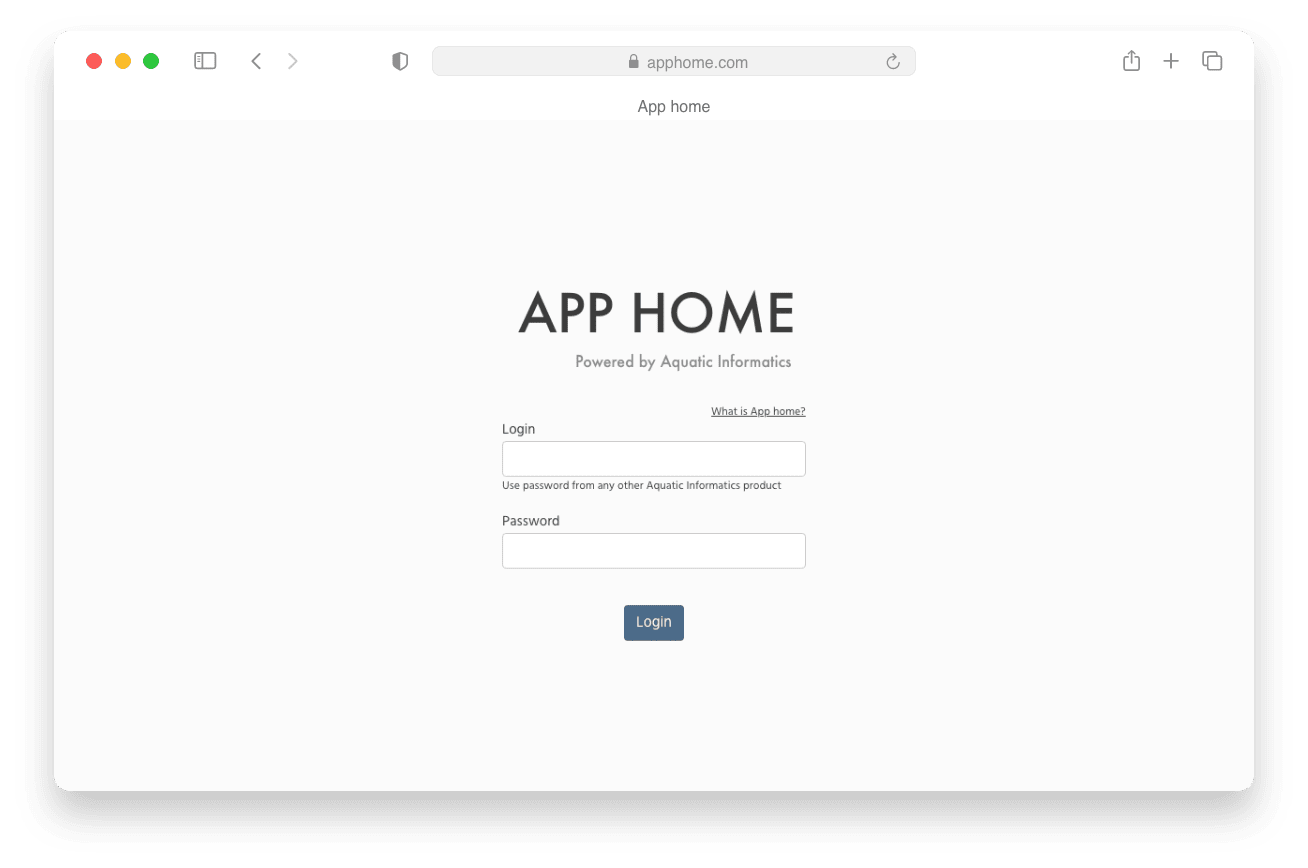 apphome.com
App home
APP HOME
Powered by Aquatic Informatics
What is App home?
Login
Use password from any other Aquatic Informatics product
Password
Login